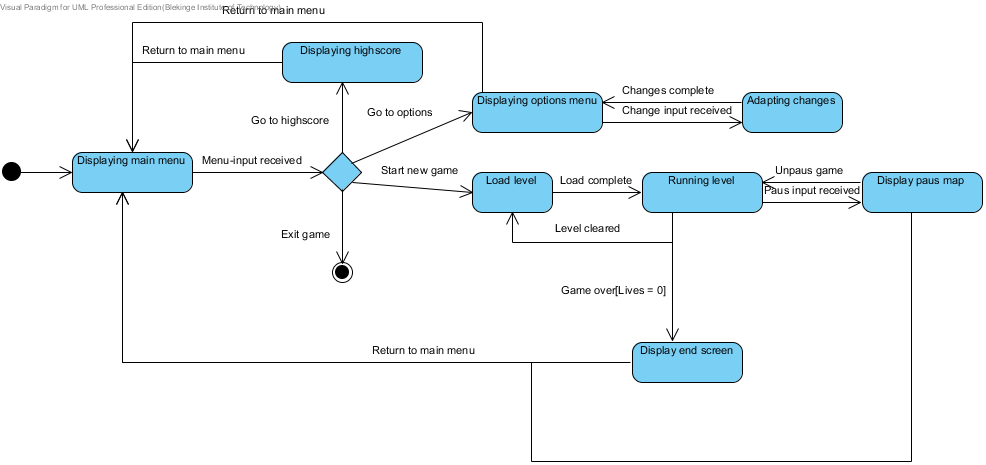 Visual Paradigm for UML Professional Edition(Blekinge Institute of Technology)
Return to main menu
Return to main menu
Displaying highscore
Go to highscore
Go to options
Displaying options menu
Changes complete
Change input received
Adapting changes
Displaying main menu
Menu-input received
Start new game
Load level
Load complete
Running level
Unpaus game
Paus input received
Display paus map
Exit game
Level cleared
Game over[Lives = 0]
Return to main menu
Display end screen